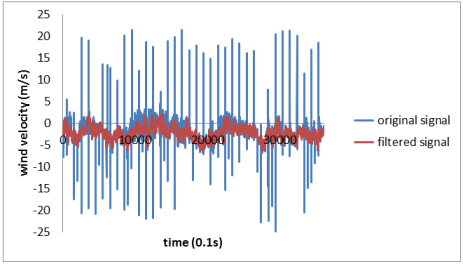 25
20
15
10
5
0
-5
-10
-15
-20
-25
wind velocity (m/s)
0 10000 20000 30000
time (0.1s)
original signal
filtered signal